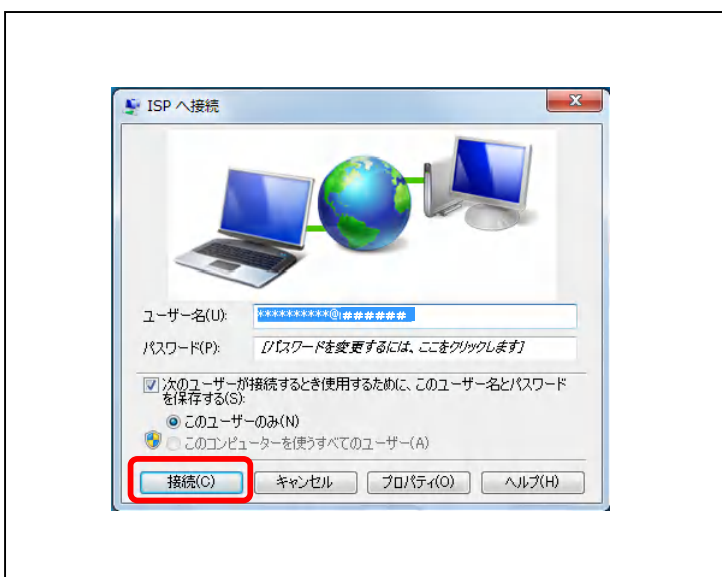 ISP へ接続
ユーザー名(U):
**********@######
パスワード(P):
[パスワードを変更するには、ここをクリックします]
次のユーザーが接続するとき使用するために、このユーザー名とパスワード
を保存する(S):
このユーザーのみ(N)
このコンピューターを使うすべてのユーザー(A)
接続(C)
キャンセル
プロパティ(O)
ヘルプ(H)